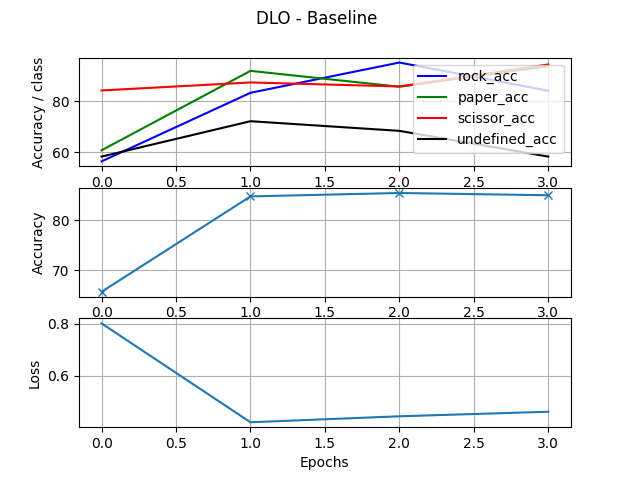 DLO - Baseline
Accuracy / class
80
60
rock_acc
paper_acc
scissor_acc
undefined_acc
0.0 0.5 1.0 1.5 2.0 2.5 3.0
Accuracy
80
70
0.0 0.5 1.0 1.5 2.0 2.5 3.0
Loss
0.8
0.6
0.0 0.5 1.0 1.5 2.0 2.5 3.0
Epochs